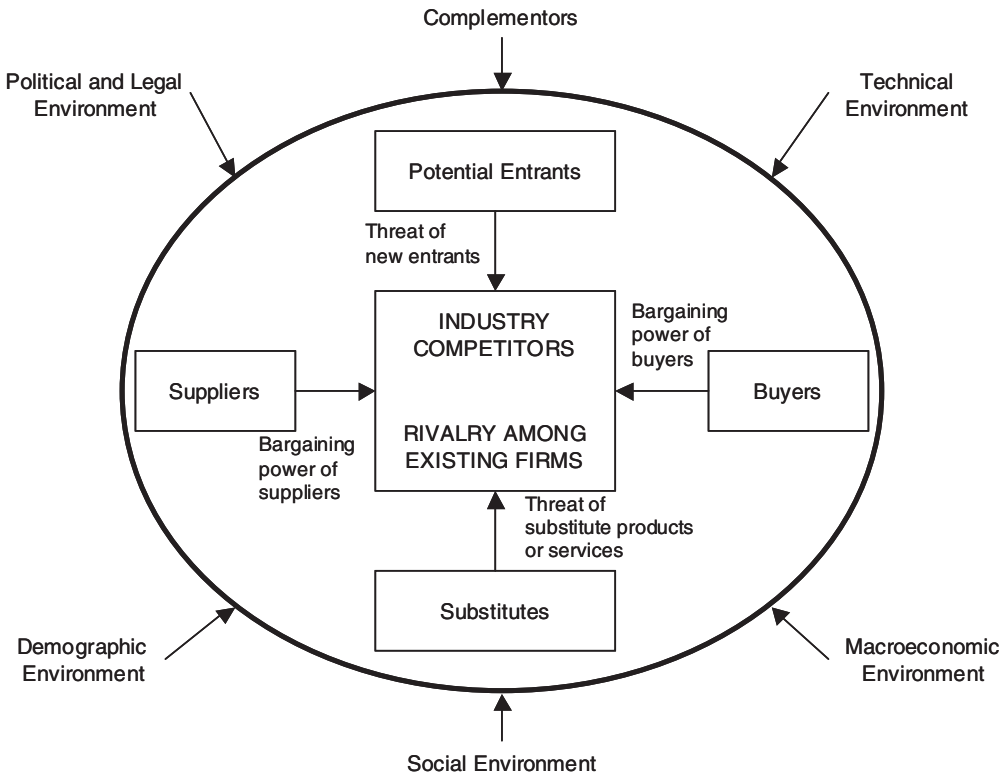 Complementors
Political and Legal
Environment
Technical
Environment
Potential Entrants
Threat of
new entrants
INDUSTRY
COMPETITORS
Bargaining
power of
buyers
Suppliers
Buyers
RIVALRY AMONG
EXISTING FIRMS
Bargaining
power of
suppliers
Threat of
substitute products
or services
Substitutes
Demographic
Environment
Macroeconomic
Environment
Social Environment